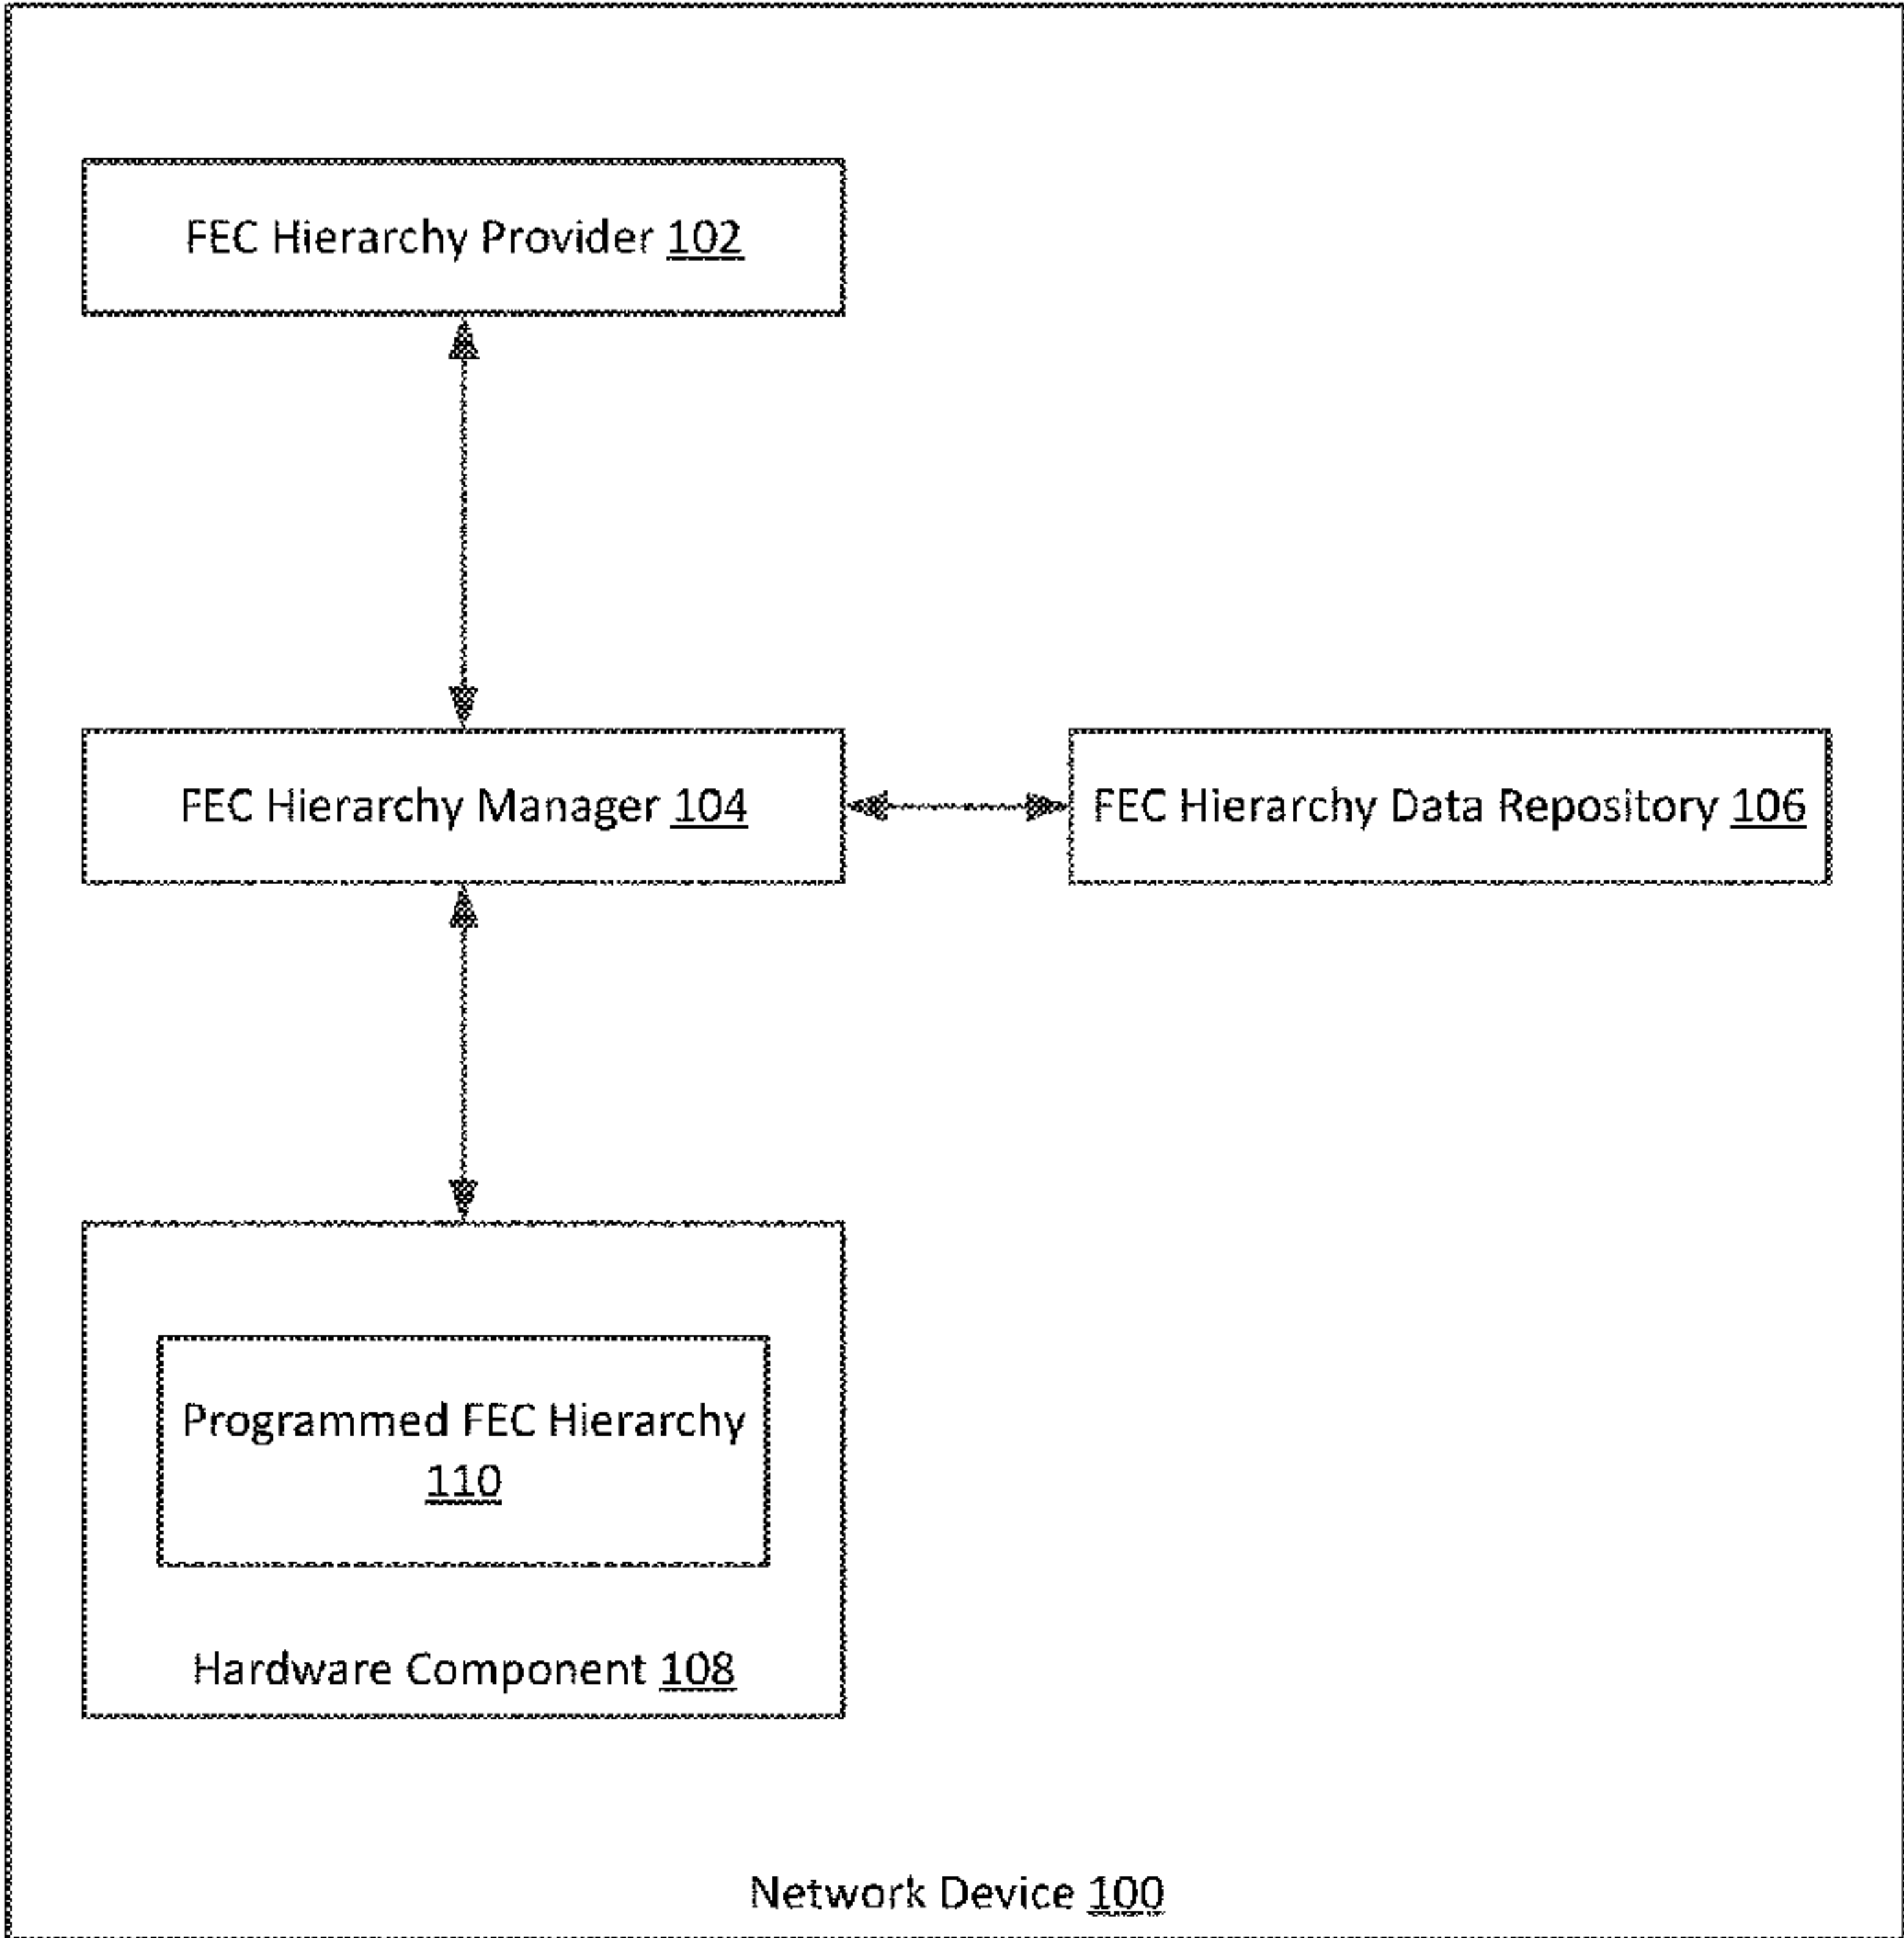 FEC Hierarchy Provider 102
FEC Hierarchy Manager 104
FEC Hierarchy Data Repository 106
Programmed FEC Hierarchy
110
Hardware Component 108
Network Device 100